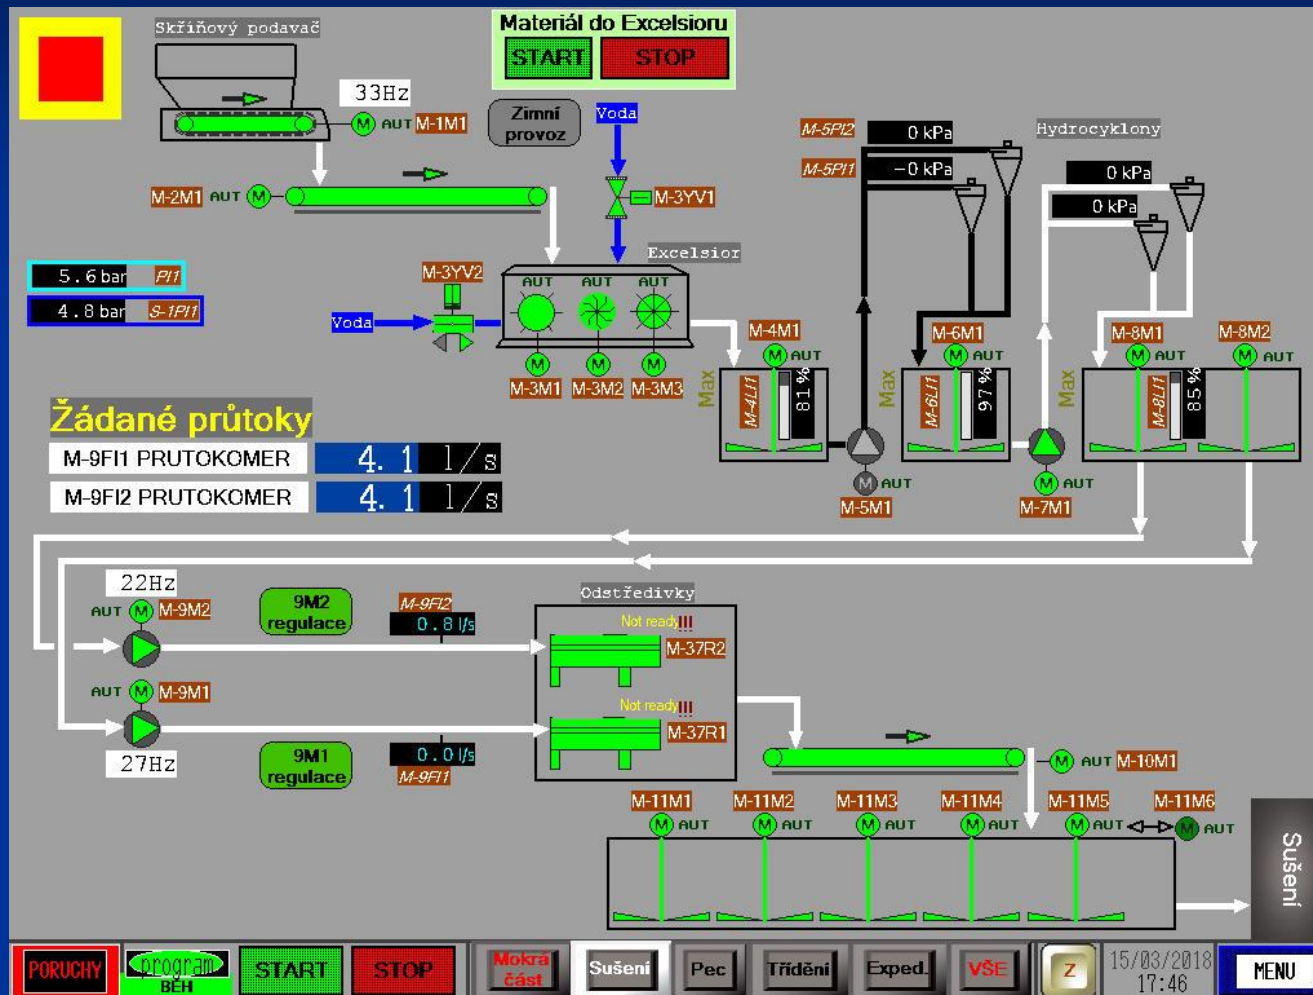 Skříňový podavač
Materiál do Excelsioru
START
STOP
33Hz
M
AUT
M-1M1
Zimní
provoz
Voda
M-5PI2
0 kPa
Hydrocyklony
M-5PI1
-0 kPa
0 kPa
0 kPa
M-2M1
AUT
M
M-3YV1
Excelsior
5.6 bar
PI1
M-3YV2
AUT
AUT
AUT
4.8 bar
S-1PI1
Voda
M-4M1
M-6M1
M-8M1
M-8M2
M
AUT
M
AUT
M
AUT
M
AUT
M
M
M
M-3M1
M-3M2
M-3M3
Max
M-4LI1
81%
Max
M-6LI1
97%
Max
M-8LI1
85%
Žádané průtoky
M-9FI1 PRUTOKOMER
4.1 l/s
M-9FI2 PRUTOKOMER
4.1 l/s
M
AUT
M
AUT
M-5M1
M-7M1
22Hz
AUT
M
M-9M2
9M2
regulace
M-9FI2
0.8 l/s
Odstředivky
Not ready!!!
M-37R2
AUT
M
M-9M1
Not ready!!!
M-37R1
27Hz
9M1
regulace
0.0 l/s
M-9FI1
M
AUT
M-10M1
M-11M1
M-11M2
M-11M3
M-11M4
M-11M5
M-11M6
M
AUT
M
AUT
M
AUT
M
AUT
M
AUT
M
AUT
Sušení
PORUCHY
program
BĚH
START
STOP
Mokrá
část
Sušení
Pec
Třídění
Exped.
VŠE
Z
15/03/2018
17:46
MENU